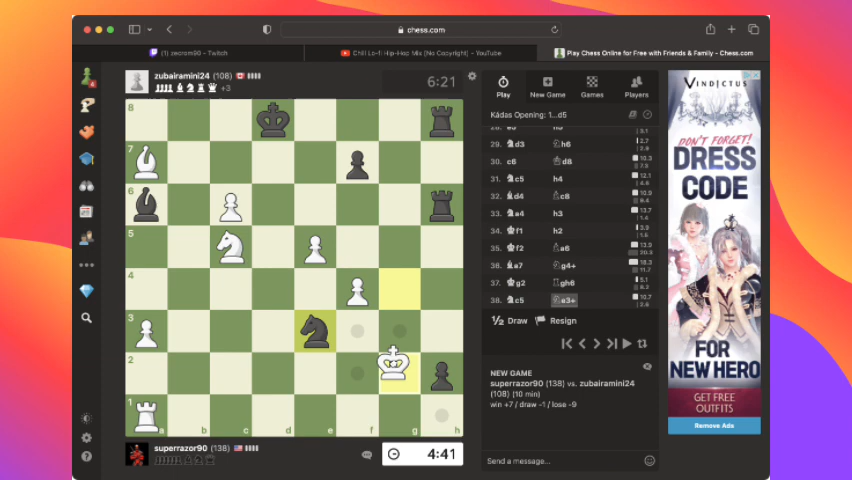 chess.com
zecrom90 - Twitch
Chill Lo-fi Hip-Hop Mix [No Copyright] - YouTube
Play Chess Online for Free with Friends & Family - Chess.com
zubairamini24 (108)
+3
6:21
Play
New Game
Games
Players
Kádas Opening: 1...d5
29. d3 h6
30. c6 d8
31. c5 h4
32. d4 c8
33. a4 h3
34. f1 h2
35. f2 a6
36. a7 g4+
37. g2 gh6
38. c5 e3+
½ Draw
Resign
NEW GAME
superrazor90 (138) vs. zubairamini24
(108) (10 min)
win +7 / draw -1 / lose -9
Send a message...
8
7
6
5
4
3
2
1
a b c d e f g h
superrazor90 (138)
4:41
VINDICTUS
DON'T FORGET!
DRESS
CODE
FOR
NEW HERO
GET FREE
OUTFITS
Remove Ads